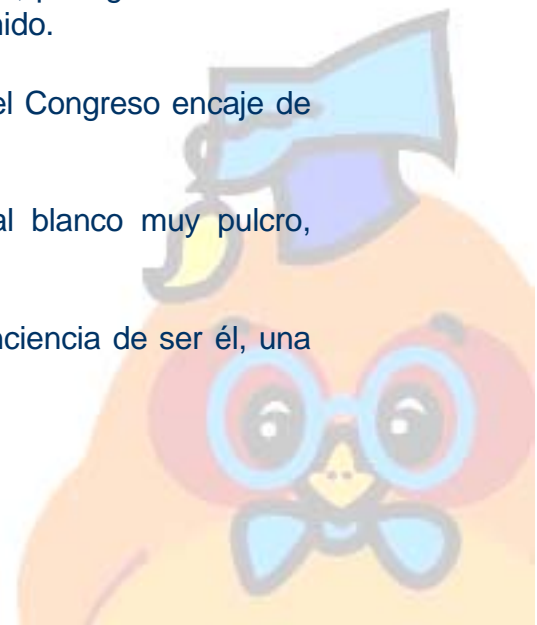 nido.
el Congreso encaje de
al blanco muy pulcro,
nciencia de ser él, una